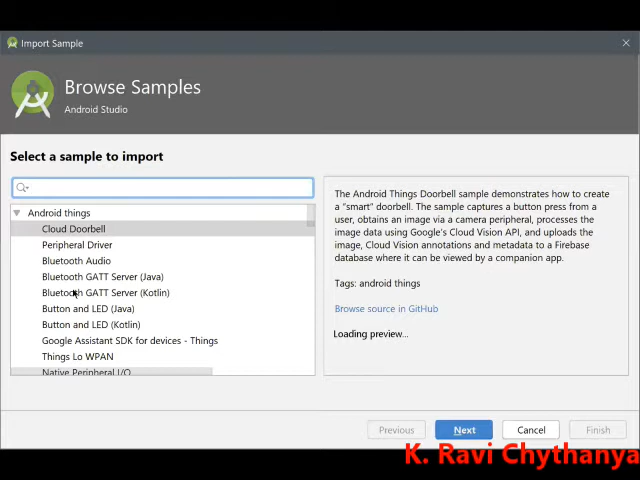 Import Sample
Browse Samples
Android Studio
Select a sample to import
Android things
Cloud Doorbell
Peripheral Driver
Bluetooth Audio
Bluetooth GATT Server (Java)
Bluetooth GATT Server (Kotlin)
Button and LED (Java)
Button and LED (Kotlin)
Google Assistant SDK for devices - Things
Things Lo WPAN
Native Peripheral I/O
The Android Things Doorbell sample demonstrates how to create
a "smart" doorbell. The sample captures a button press from a
user, obtains an image via a camera peripheral, processes the
image data using Google's Cloud Vision API, and uploads the
image, Cloud Vision annotations and metadata to a Firebase
database where it can be viewed by a companion app.
Tags: android things
Browse source in GitHub
Loading preview...
Previous
Next
Cancel
Finish
K. Ravi Chythanya